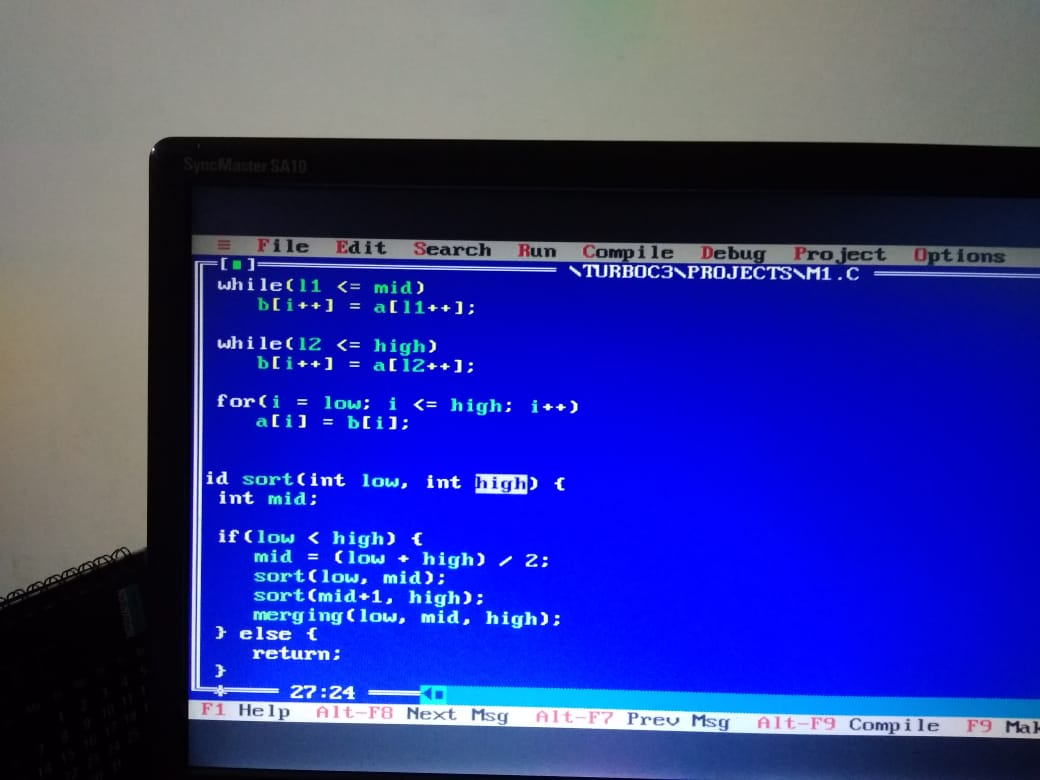 SyncMaster SA10
≡ File Edit Search Run Compile Debug Project Options
[■] \TURBOC3\PROJECTS\M1.C
while(l1 <= mid)
b[i++] = a[l1++];
while(l2 <= high)
b[i++] = a[l2++];
for(i = low; i <= high; i++)
a[i] = b[i];
id sort(int low, int high) {
int mid;
if(low < high) {
mid = (low + high) / 2;
sort(low, mid);
sort(mid+1, high);
merging(low, mid, high);
} else {
return;
}
27:24
F1 Help Alt-F8 Next Msg Alt-F7 Prev Msg Alt-F9 Compile F9 Mak